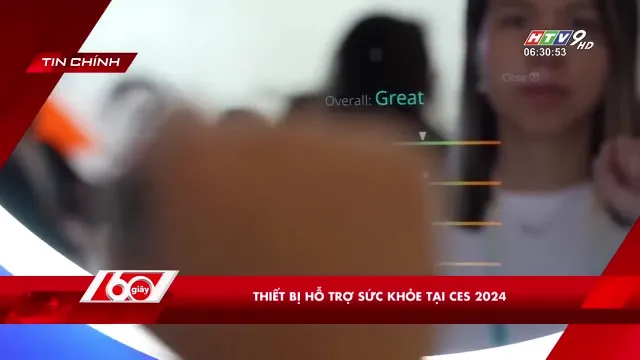 TIN CHÍNH
HTV9 HD
06:30:53
Close
Overall: Great
60 giây
THIẾT BỊ HỖ TRỢ SỨC KHỎE TẠI CES 2024